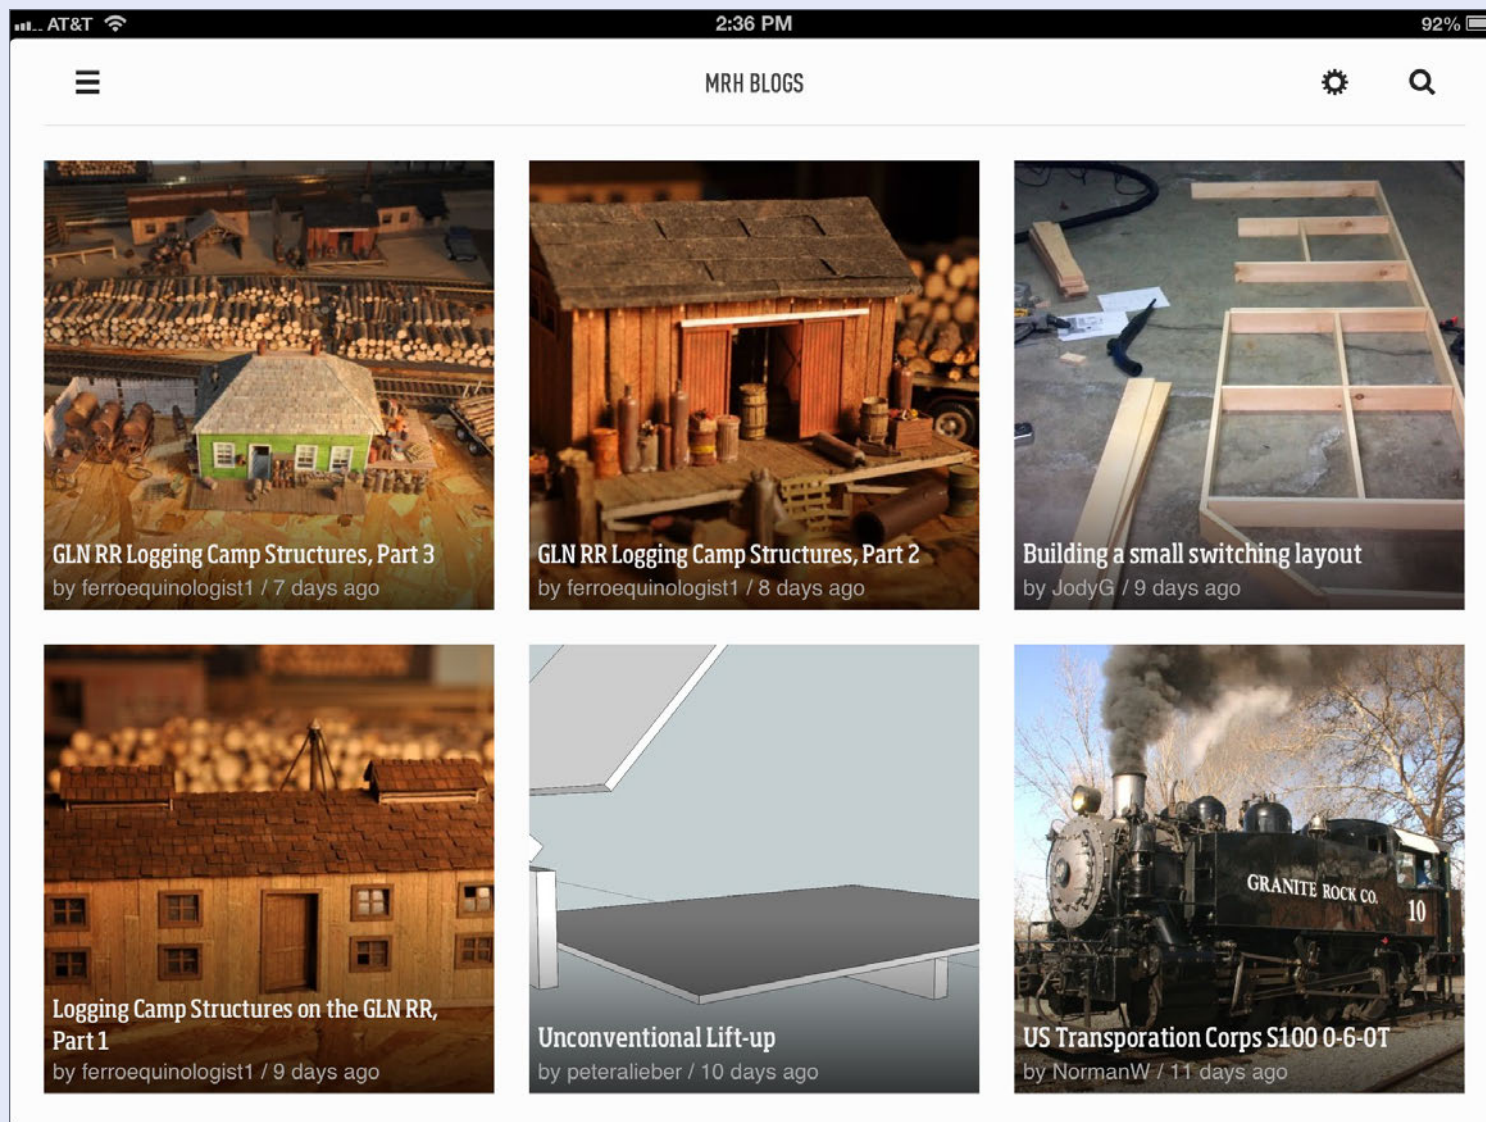 AT&T
2:36 PM
92%
MRH BLOGS
GLN RR Logging Camp Structures, Part 3
by ferroequinologist1 / 7 days ago
GLN RR Logging Camp Structures, Part 2
by ferroequinologist1 / 8 days ago
Building a small switching layout
by JodyG / 9 days ago
Logging Camp Structures on the GLN RR,
Part 1
by ferroequinologist1 / 9 days ago
Unconventional Lift-up
by peteralieber / 10 days ago
GRANITE ROCK CO.
10
US Transporation Corps S100 0-6-0T
by NormanW / 11 days ago